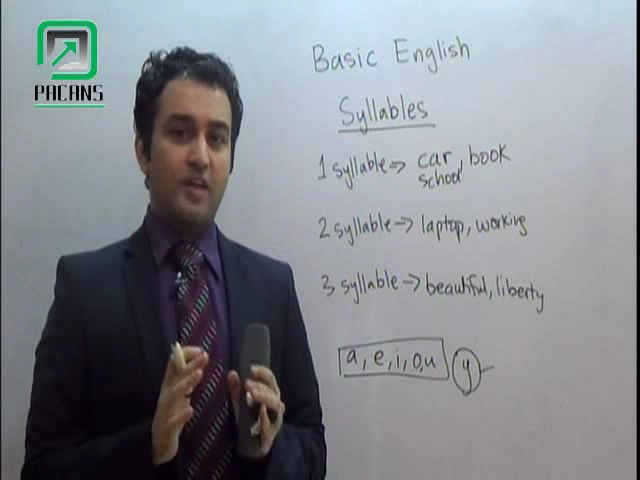 PACANS
Basic English
Syllables
1 syllable → car, book
school
2 syllable → laptop, working
3 syllable → beautiful, liberty
a, e, i, o, u y